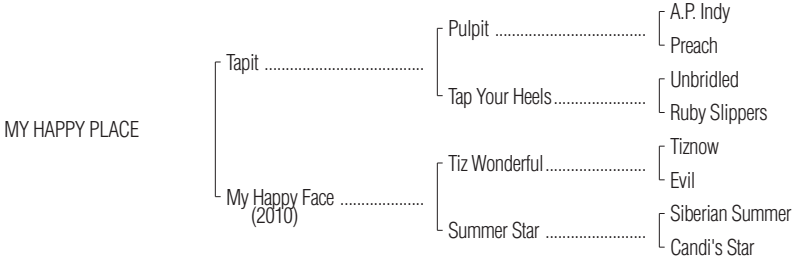 A.P. Indy
Pulpit ....................................
Preach
Tapit ......................................
Unbridled
Tap Your Heels......................
Ruby Slippers
MY HAPPY PLACE
Tiznow
Tiz Wonderful........................
Evil
My Happy Face ....................
(2010)
Siberian Summer
Summer Star ........................
Candi's Star